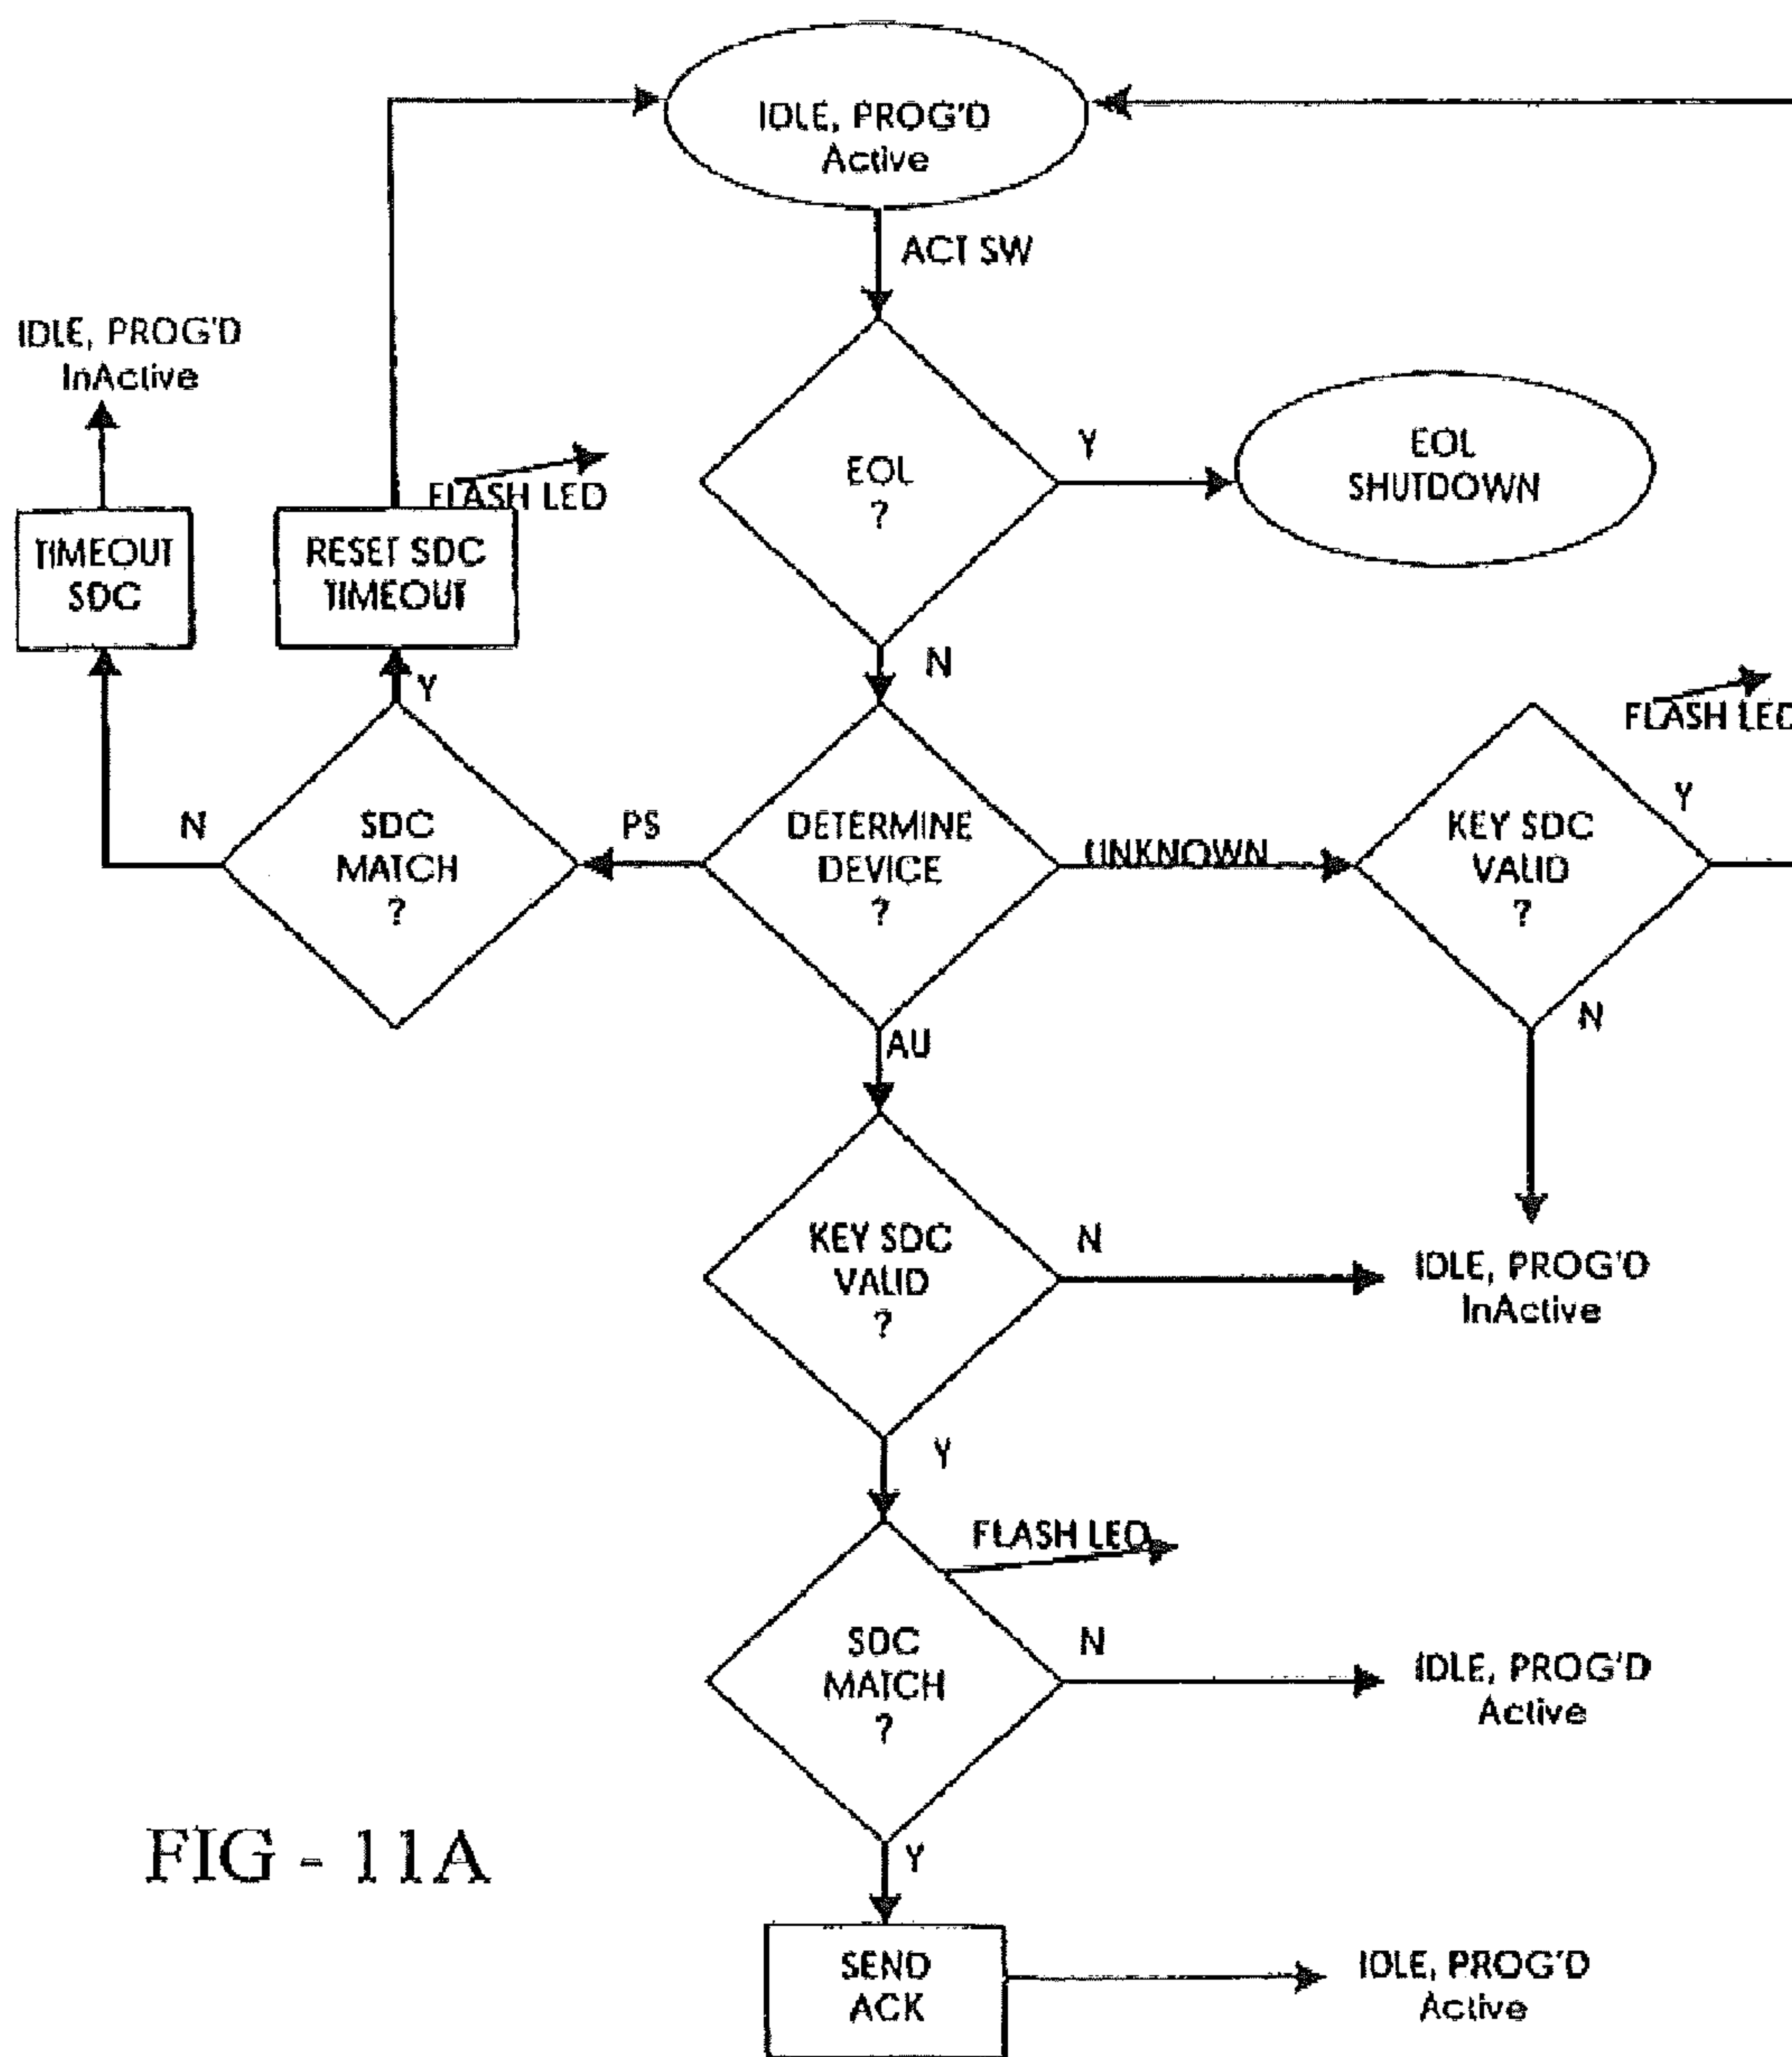 IDLE, PROG'D
Active
ACT SW
IDLE, PROG'D
InActive
EOL
?
Y
EOL
SHUTDOWN
FLASH LED
TIMEOUT
SDC
RESET SDC
TIMEOUT
N
Y
FLASH LED
N
SDC
MATCH
?
PS
DETERMINE
DEVICE
?
UNKNOWN
KEY SDC
VALID
?
Y
N
AU
KEY SDC
VALID
?
N
IDLE, PROG'D
InActive
Y
FLASH LED
SDC
MATCH
?
N
IDLE, PROG'D
Active
Y
FIG - 11A
SEND
ACK
IDLE, PROG'D
Active